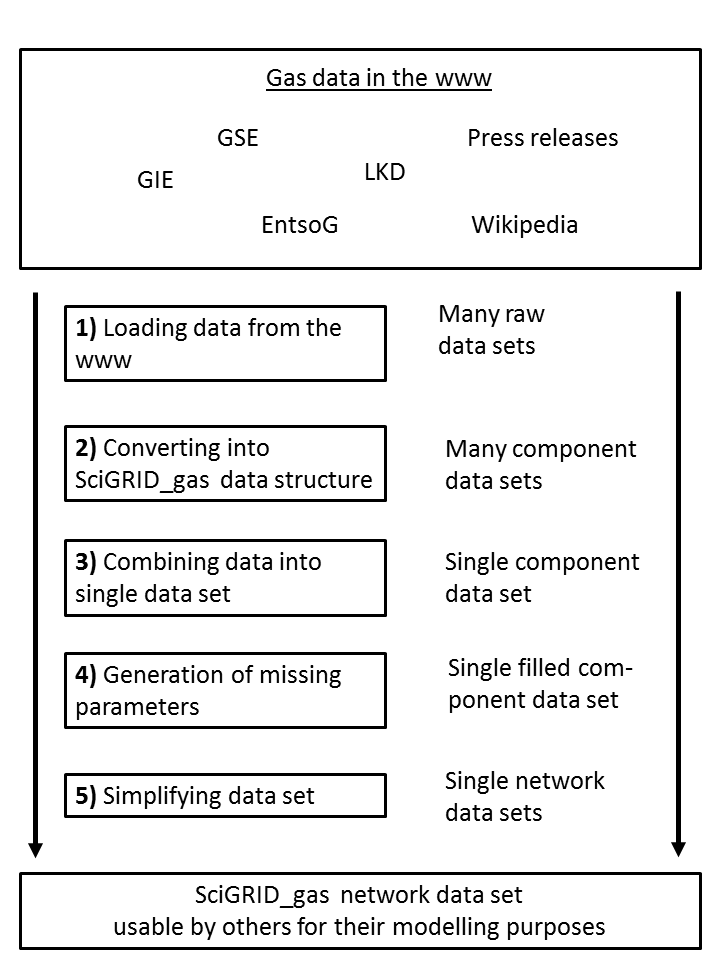 Gas data in the www
GSE
Press releases
GIE
LKD
EntsoG
Wikipedia
1) Loading data from the
www
Many raw
data sets
2) Converting into
SciGRID_gas data structure
Many component
data sets
3) Combining data into
single data set
Single component
data set
4) Generation of missing
parameters
Single filled com-
ponent data set
5) Simplifying data set
Single network
data sets
SciGRID_gas network data set
usable by others for their modelling purposes